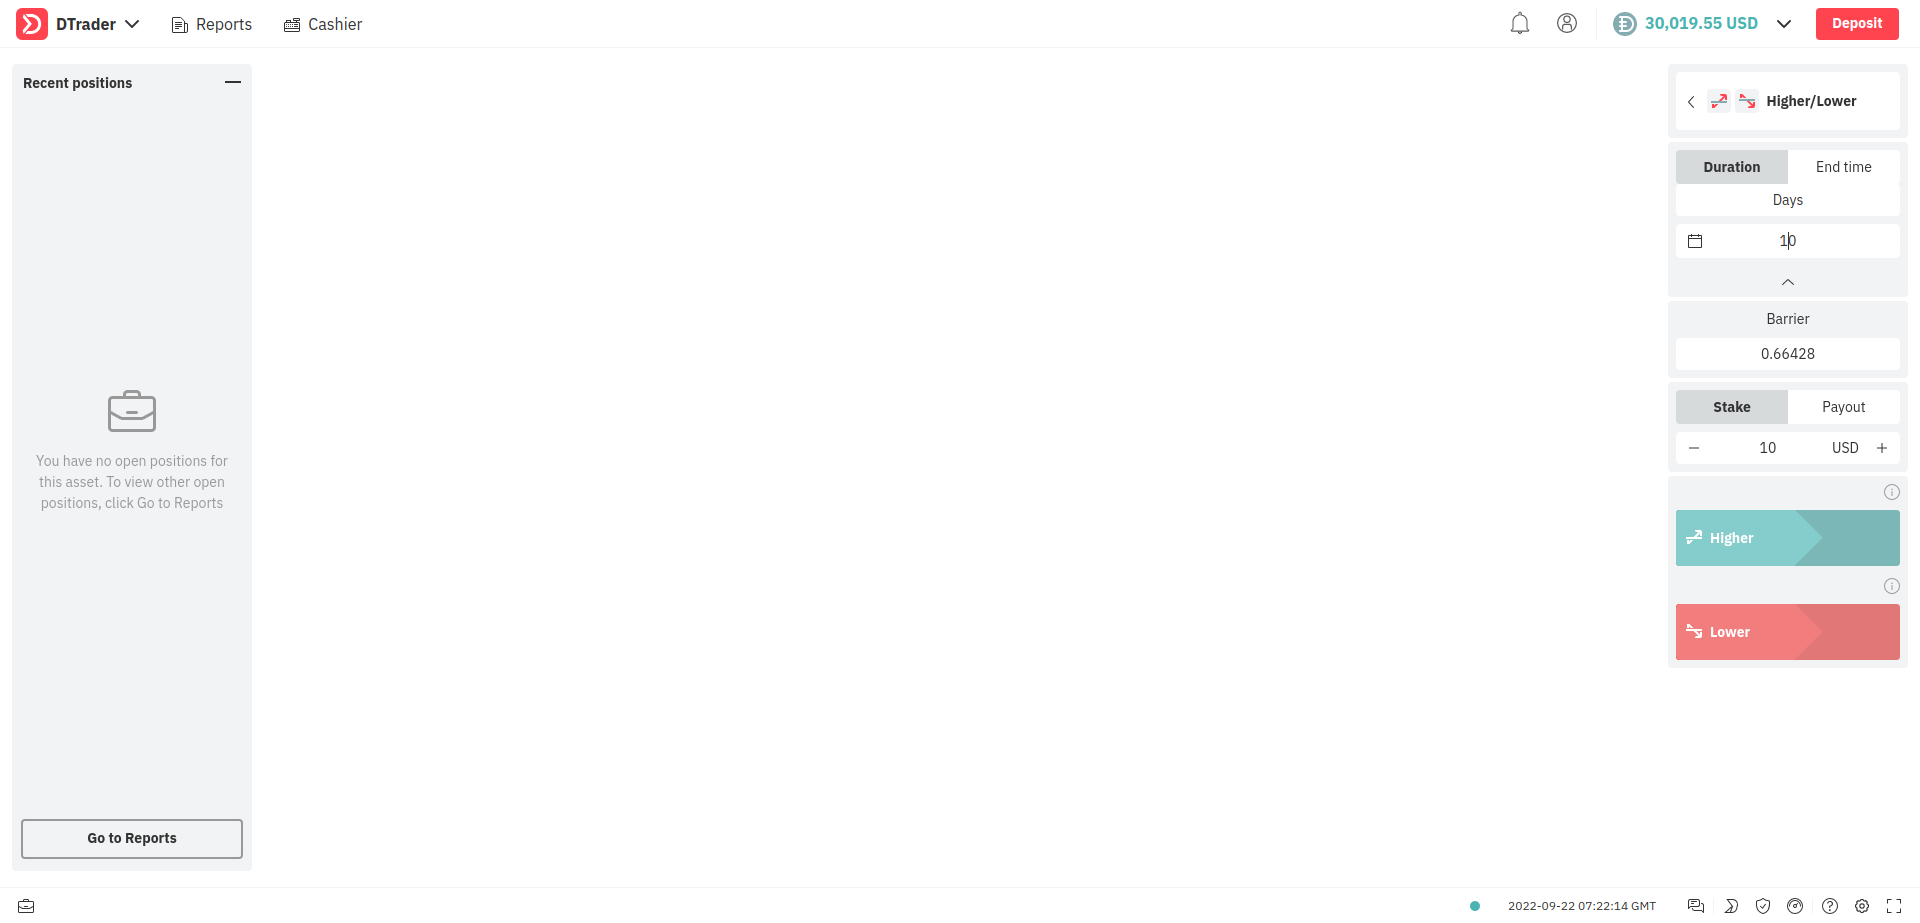 DTrader
Reports
Cashier
30,019.55 USD
Deposit
Recent positions
You have no open positions for
this asset. To view other open
positions, click Go to Reports
Go to Reports
Higher/Lower
Duration
End time
Days
10
Barrier
0.66428
Stake
Payout
10
USD
Higher
Lower
2022-09-22 07:22:14 GMT